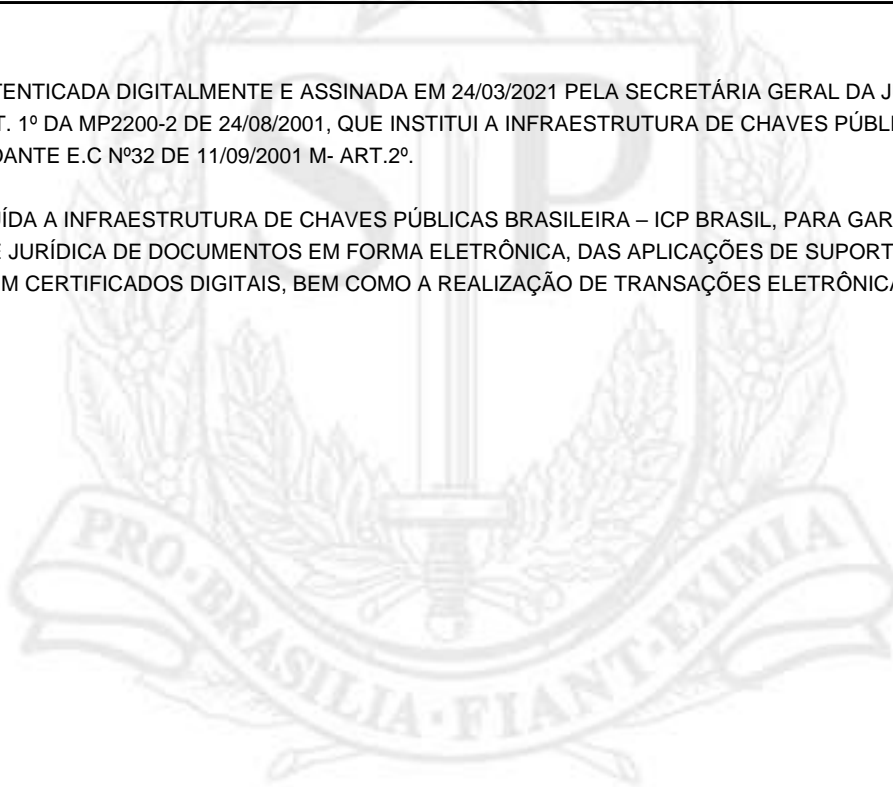 TENTICADA DIGITALMENTE E ASSINADA EM 24/03/2021 PELA SECRETÁRIA GERAL DA J
T. 1º DA MP2200-2 DE 24/08/2001, QUE INSTITUI A INFRAESTRUTURA DE CHAVES PÚBL
DANTE E.C Nº32 DE 11/09/2001 M- ART.2º.
ÍDA A INFRAESTRUTURA DE CHAVES PÚBLICAS BRASILEIRA – ICP BRASIL, PARA GAR
E JURÍDICA DE DOCUMENTOS EM FORMA ELETRÔNICA, DAS APLICAÇÕES DE SUPORT
M CERTIFICADOS DIGITAIS, BEM COMO A REALIZAÇÃO DE TRANSAÇÕES ELETRÔNICA
SP
PRO·BRASILIA·FIANT·EXIMIA